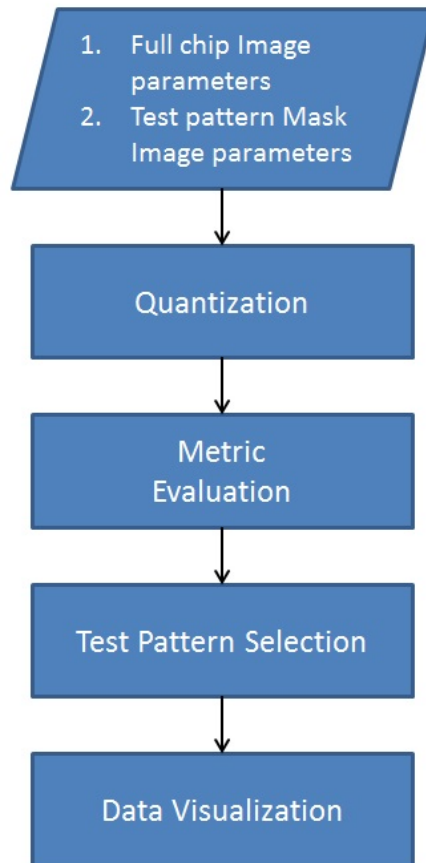 1. Full chip Image
parameters
2. Test pattern Mask
Image parameters
Quantization
Metric
Evaluation
Test Pattern Selection
Data Visualization